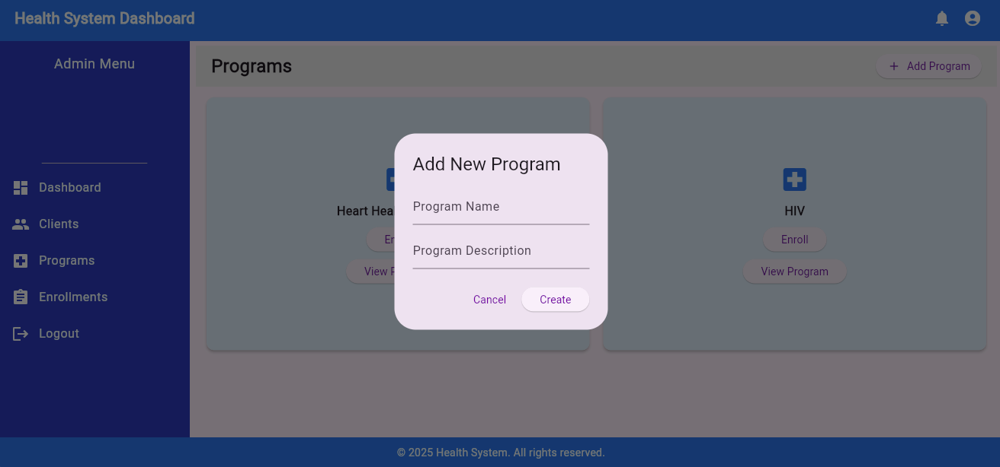 Health System Dashboard
Admin Menu
Dashboard
Clients
Programs
Enrollments
Logout
Programs
+ Add Program
Heart Hea
En
View P
HIV
Enroll
View Program
Add New Program
Program Name
Program Description
Cancel
Create
© 2025 Health System. All rights reserved.